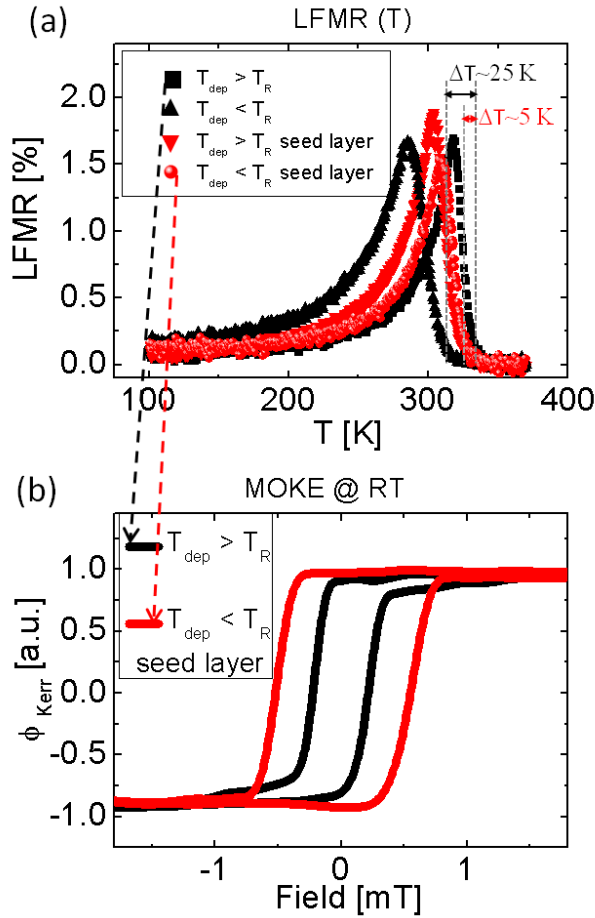 (a)
LFMR (T)
T_dep > T_R
T_dep < T_R
T_dep > T_R seed layer
T_dep < T_R seed layer
ΔT~25 K
ΔT~5 K
2.0
1.5
1.0
0.5
0.0
LFMR [%]
100 200 300 400
T [K]
(b)
MOKE @ RT
T_dep > T_R
T_dep < T_R
seed layer
1.0
0.5
0.0
-0.5
-1.0
ϕ_Kerr [a.u.]
-1 0 1
Field [mT]